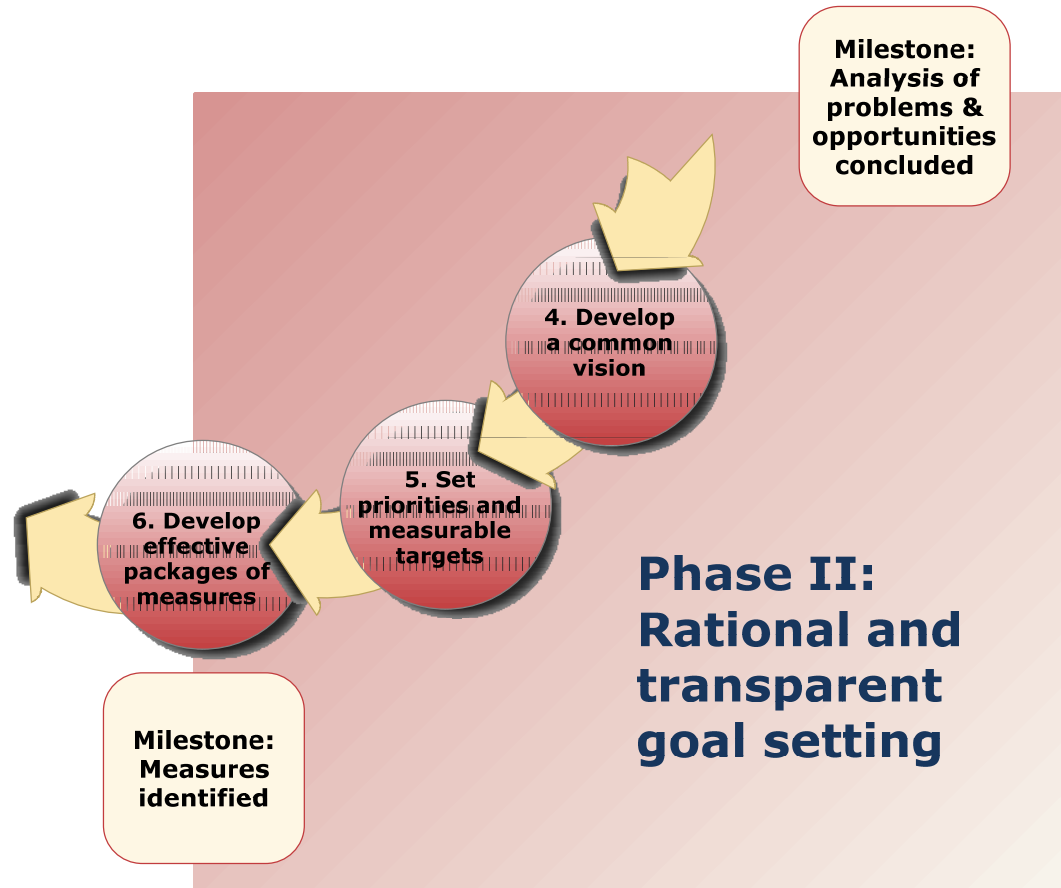 Milestone:
Analysis of
problems &
opportunities
concluded
4. Develop
a common
vision
5. Set
priorities and
measurable
targets
6. Develop
effective
packages of
measures
Phase II:
Rational and
transparent
goal setting
Milestone:
Measures
identified